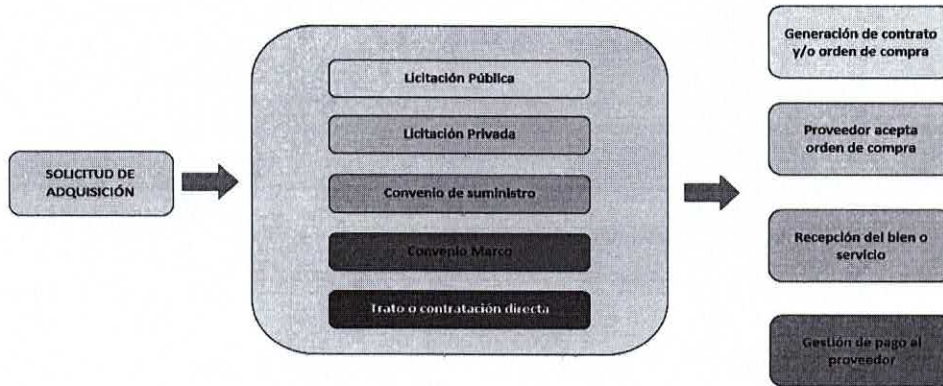 SOLICITUD DE
ADQUISICIÓN
Licitación Pública
Licitación Privada
Convenio de suministro
Convenio Marco
Trato o contratación directa
Generación de contrato
y/o orden de compra
Proveedor acepta
orden de compra
Recepción del bien o
servicio
Gestión de pago al
proveedor